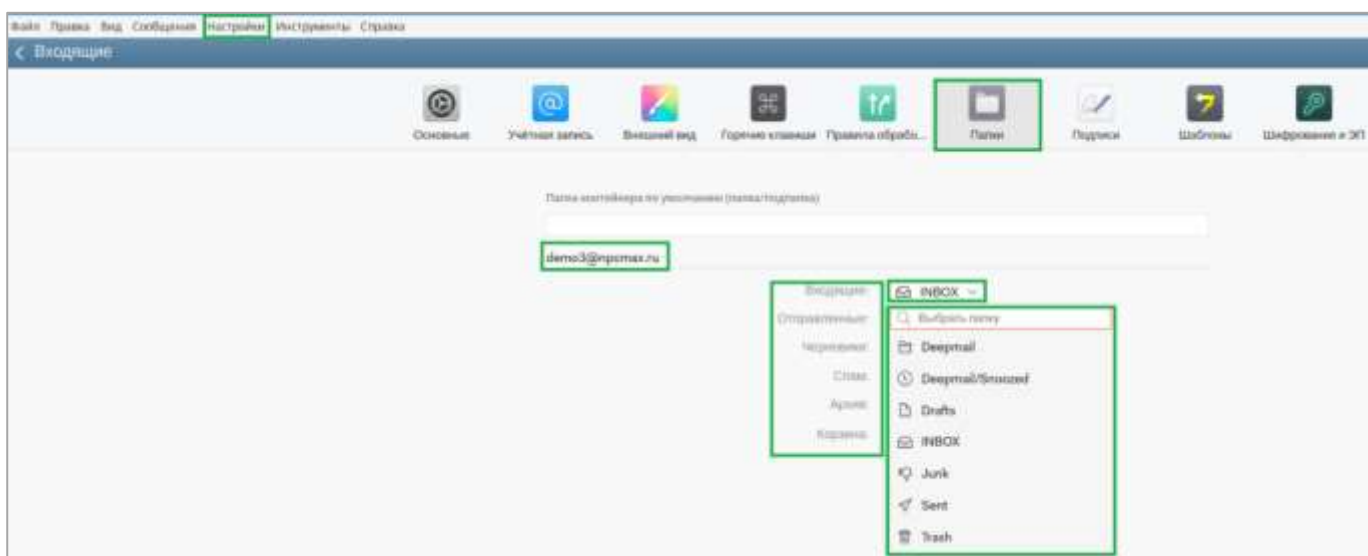 Файл Правка Вид Сообщения Настройки Инструменты Справка
Входящие
Основные Учётная запись Внешний вид Горячие клавиши Правила обрабо... Папки Подписи Шаблоны Шифрование и ЭП
Папка контейнера по умолчанию (папка/подпапка)
demo3@npcmax.ru
Входящие: INBOX
Отправленные: Выбрать папку
Черновики: Deepmail
Спам: Deepmail/Snoozed
Архив: Drafts
Корзина: INBOX
Junk
Sent
Trash